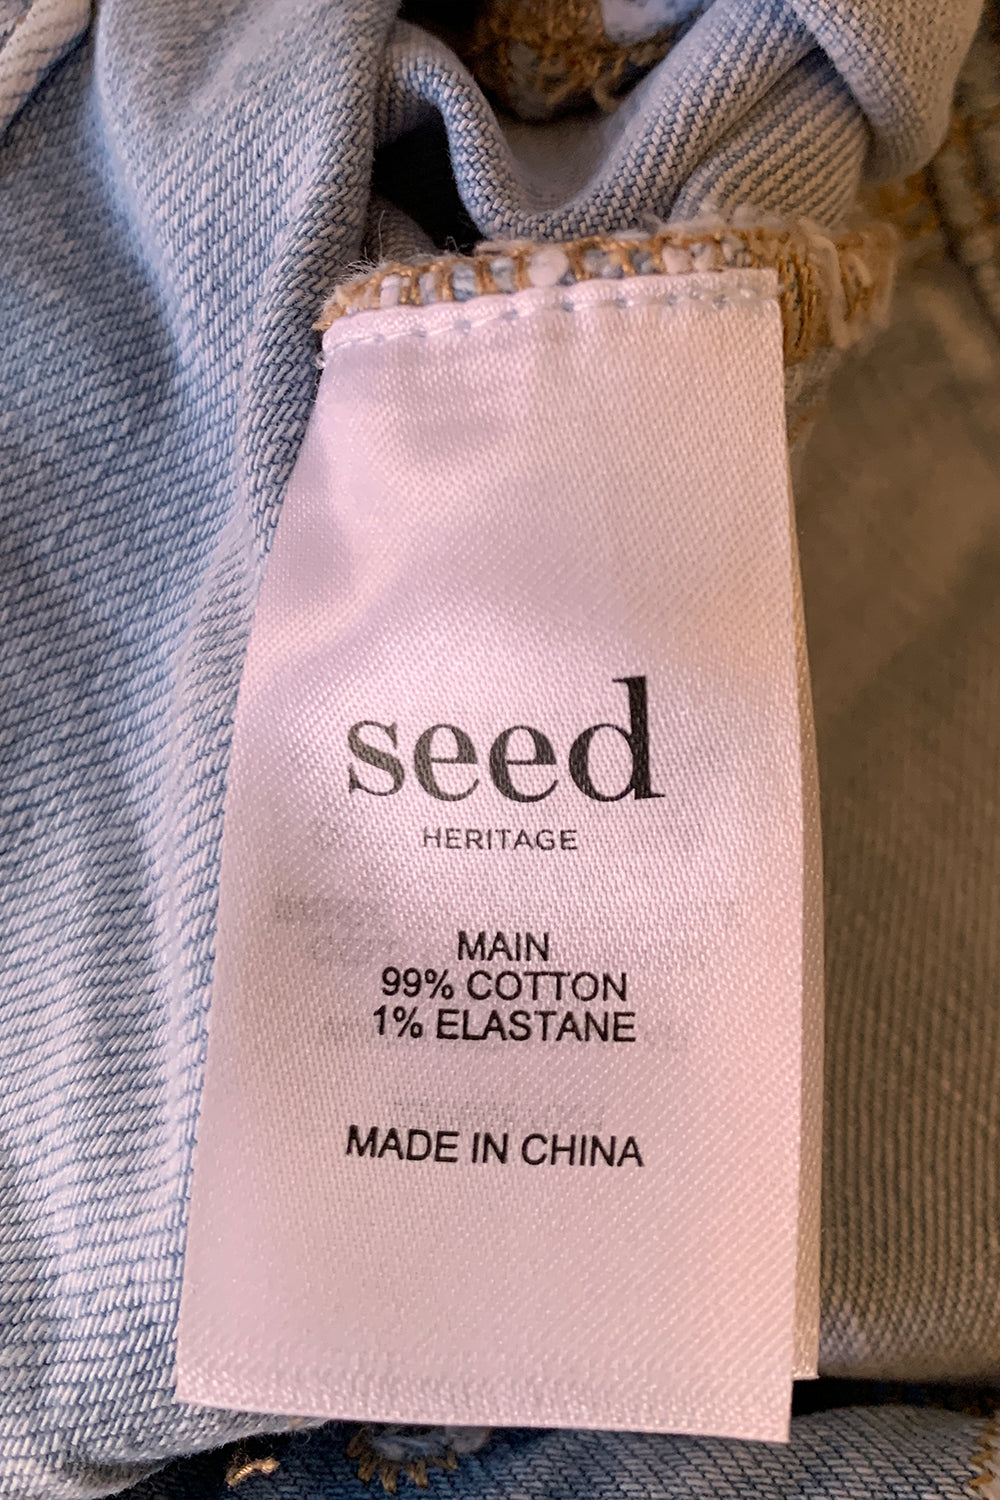 seed
HERITAGE
MAIN
99% COTTON
1% ELASTANE
MADE IN CHINA